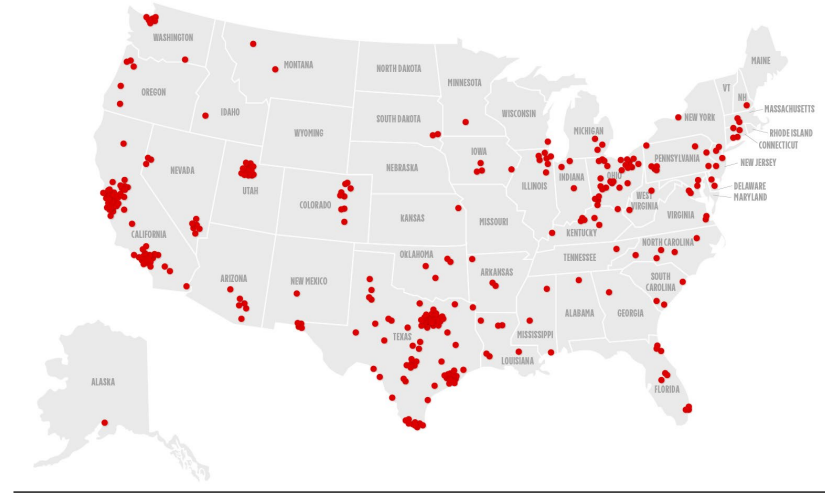 WASHINGTON
MAINE
MONTANA
NORTH DAKOTA
MINNESOTA
VT
NH
OREGON
MASSACHUSETTS
IDAHO
SOUTH DAKOTA
WISCONSIN
NEW YORK
MICHIGAN
RHODE ISLAND
WYOMING
CONNECTICUT
IOWA
PENNSYLVANIA
NEW JERSEY
NEBRASKA
NEVADA
OHIO
INDIANA
ILLINOIS
UTAH
DELAWARE
WEST
VIRGINIA
MARYLAND
COLORADO
KANSAS
MISSOURI
VIRGINIA
CALIFORNIA
KENTUCKY
NORTH CAROLINA
OKLAHOMA
TENNESSEE
ARKANSAS
SOUTH
CAROLINA
ARIZONA
NEW MEXICO
ALABAMA
GEORGIA
MISSISSIPPI
TEXAS
LOUISIANA
ALASKA
FLORIDA